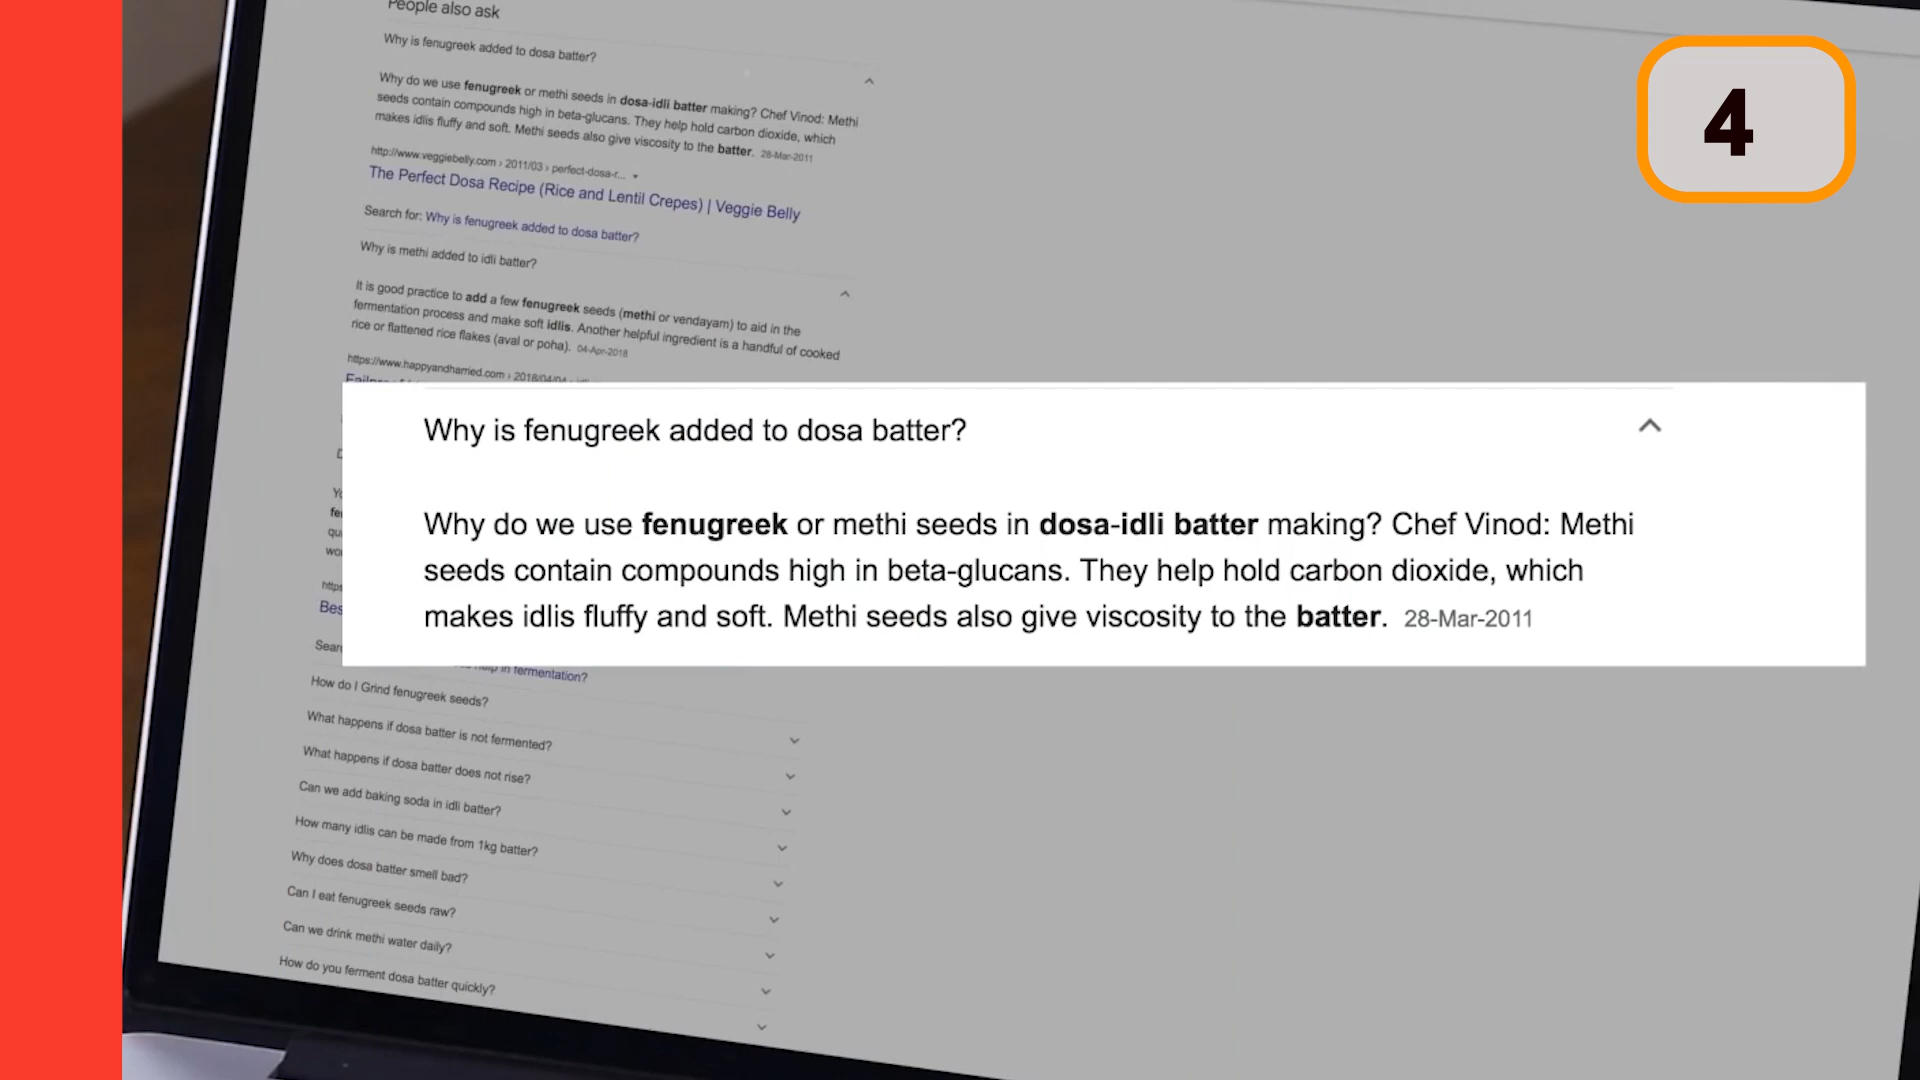 People also ask
4
Why is fenugreek added to dosa batter?
Why do we use fenugreek or methi seeds in dosa-idli batter making? Chef Vinod: Methi
seeds contain compounds high in beta-glucans. They help hold carbon dioxide, which
makes idlis fluffy and soft. Methi seeds also give viscosity to the batter. 28-Mar-2011
http://www.veggiebelly.com › 2011/03 › perfect-dosa-r...
The Perfect Dosa Recipe (Rice and Lentil Crepes) | Veggie Belly
Search for: Why is fenugreek added to dosa batter?
Why is methi added to idli batter?
It is good practice to add a few fenugreek seeds (methi or vendayam) to aid in the
fermentation process and make soft idlis. Another helpful ingredient is a handful of cooked
rice or flattened rice flakes (aval or poha). 04-Apr-2018
https://www.happyandharried.com › 2018/04/04
Why is fenugreek added to dosa batter?
Why do we use fenugreek or methi seeds in dosa-idli batter making? Chef Vinod: Methi
seeds contain compounds high in beta-glucans. They help hold carbon dioxide, which
makes idlis fluffy and soft. Methi seeds also give viscosity to the batter. 28-Mar-2011
in fermentation?
How do I Grind fenugreek seeds?
What happens if dosa batter is not fermented?
What happens if dosa batter does not rise?
Can we add baking soda in idli batter?
How many idlis can be made from 1kg batter?
Why does dosa batter smell bad?
Can I eat fenugreek seeds raw?
Can we drink methi water daily?
How do you ferment dosa batter quickly?